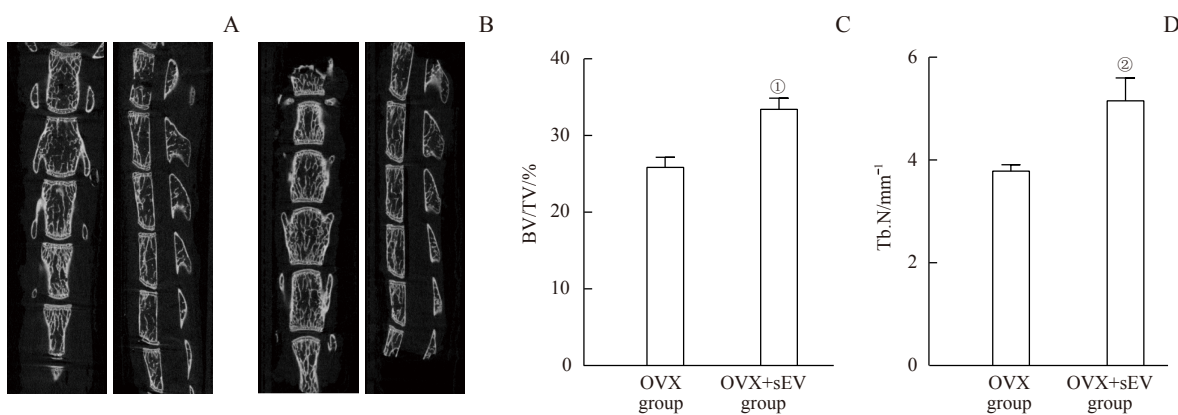 A
B
C
D
BV/TV/%
40
30
20
10
0
①
OVX
group
OVX+sEV
group
Tb.N/mm⁻¹
6
4
2
0
②
OVX
group
OVX+sEV
group